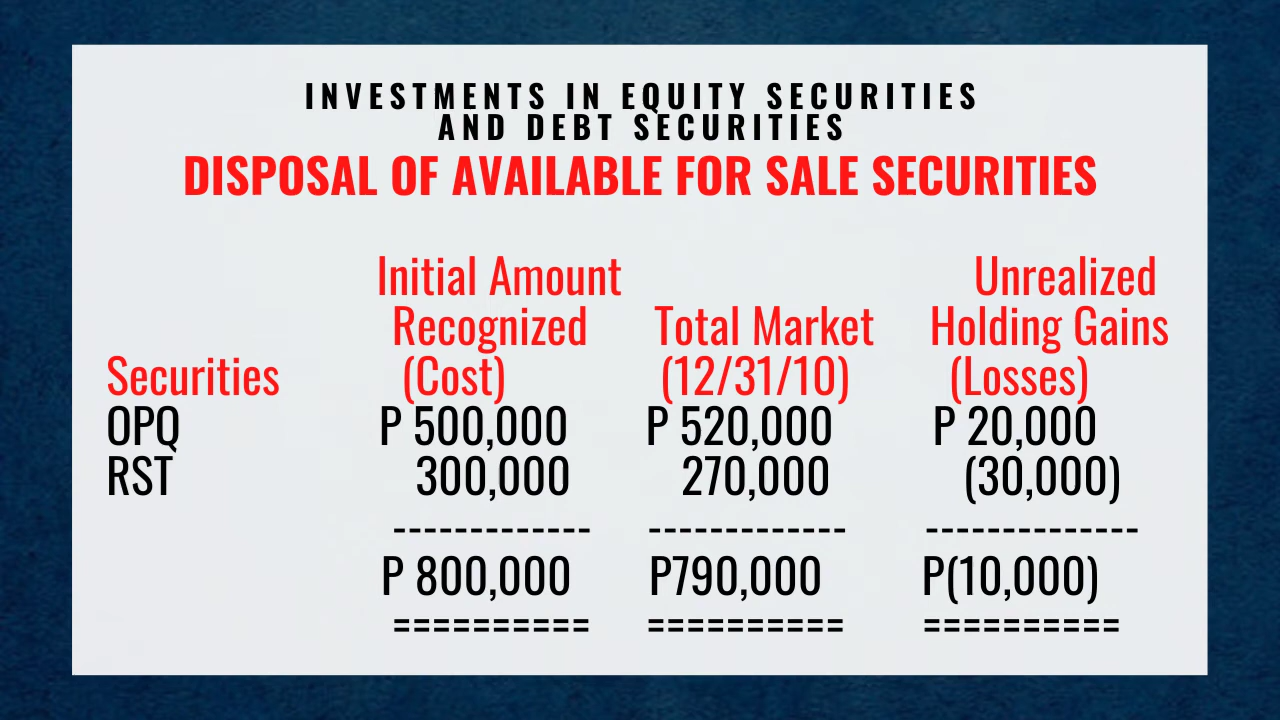 INVESTMENTS IN EQUITY SECURITIES
AND DEBT SECURITIES
DISPOSAL OF AVAILABLE FOR SALE SECURITIES
Initial Amount Unrealized
Recognized Total Market Holding Gains
Securities (Cost) (12/31/10) (Losses)
OPQ P 500,000 P 520,000 P 20,000
RST 300,000 270,000 (30,000)
------------- ------------- --------------
P 800,000 P790,000 P(10,000)
========== ========== ==========